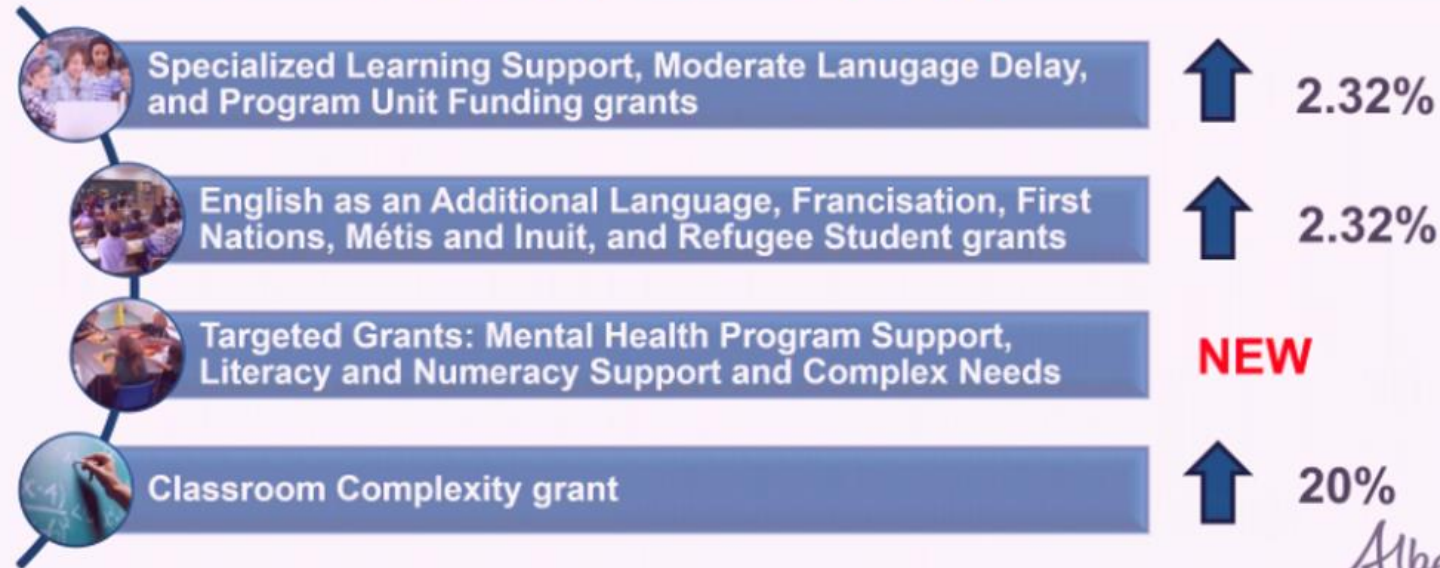 Specialized Learning Support, Moderate Lanugage Delay,
and Program Unit Funding grants
2.32%
English as an Additional Language, Francisation, First
Nations, Métis and Inuit, and Refugee Student grants
2.32%
Targeted Grants: Mental Health Program Support,
Literacy and Numeracy Support and Complex Needs
NEW
Classroom Complexity grant
20%